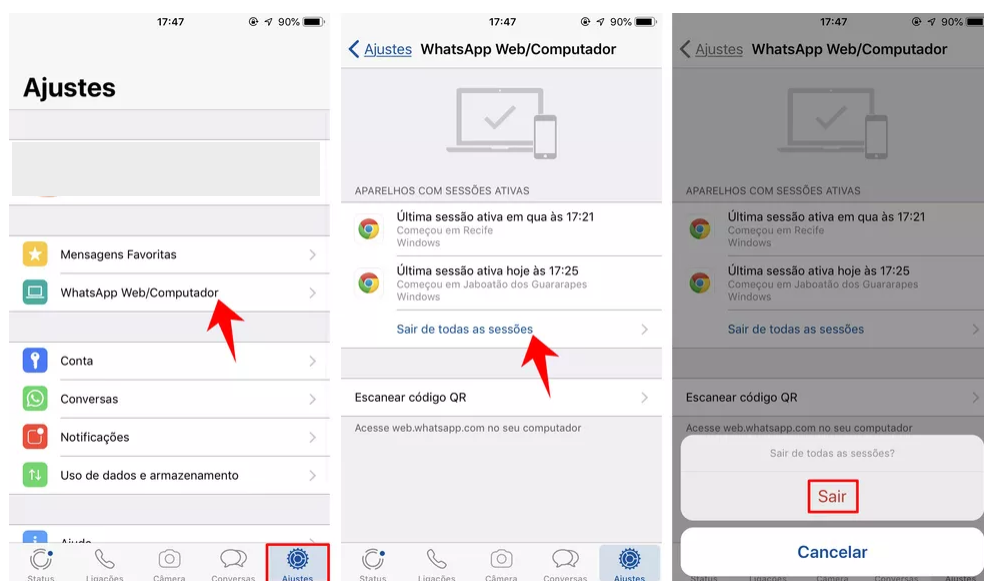 17:47
90%
Ajustes
Mensagens Favoritas
WhatsApp Web/Computador
Conta
Conversas
Notificações
Uso de dados e armazenamento
Ajuda
Status
Ligações
Câmera
Conversas
Ajustes
17:47
90%
Ajustes
WhatsApp Web/Computador
APARELHOS COM SESSÕES ATIVAS
Última sessão ativa em qua às 17:21
Começou em Recife
Windows
Última sessão ativa hoje às 17:25
Começou em Jaboatão dos Guararapes
Windows
Sair de todas as sessões
Escanear código QR
Acesse web.whatsapp.com no seu computador
Status
Ligações
Câmera
Conversas
Ajustes
17:47
90%
Ajustes
WhatsApp Web/Computador
APARELHOS COM SESSÕES ATIVAS
Última sessão ativa em qua às 17:21
Começou em Recife
Windows
Última sessão ativa hoje às 17:25
Começou em Jaboatão dos Guararapes
Windows
Sair de todas as sessões
Escanear código QR
Acesse web.whatsapp.com no seu computador
Sair de todas as sessões?
Sair
Cancelar
Status
Ligações
Câmera
Conversas
Ajustes